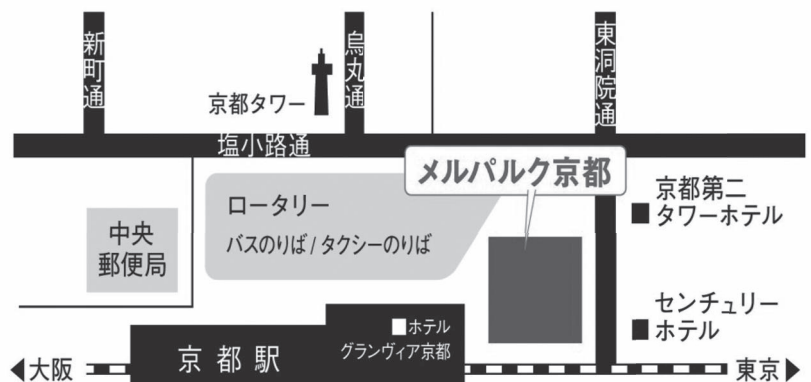 新町通
烏丸通
東洞院通
京都タワー
塩小路通
メルパルク京都
ロータリー
バスのりば / タクシーのりば
中央
郵便局
京都第二
タワーホテル
センチュリー
ホテル
ホテル
グランヴィア京都
京都駅
大阪
東京